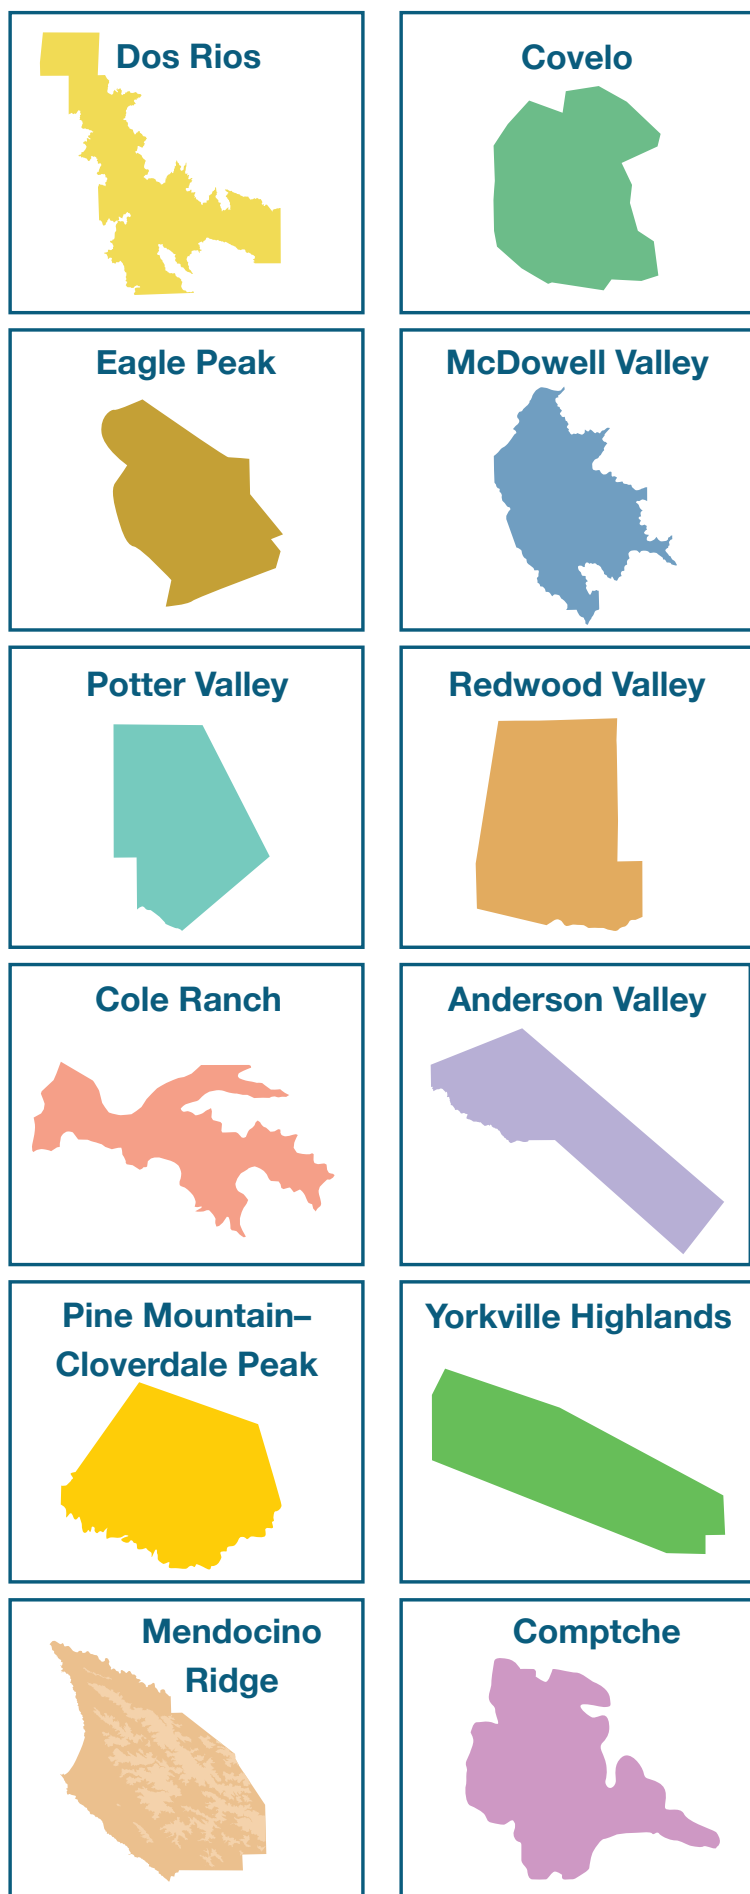 Dos Rios
Covelo
Eagle Peak
McDowell Valley
Potter Valley
Redwood Valley
Cole Ranch
Anderson Valley
Pine Mountain–
Cloverdale Peak
Yorkville Highlands
Mendocino
Ridge
Comptche